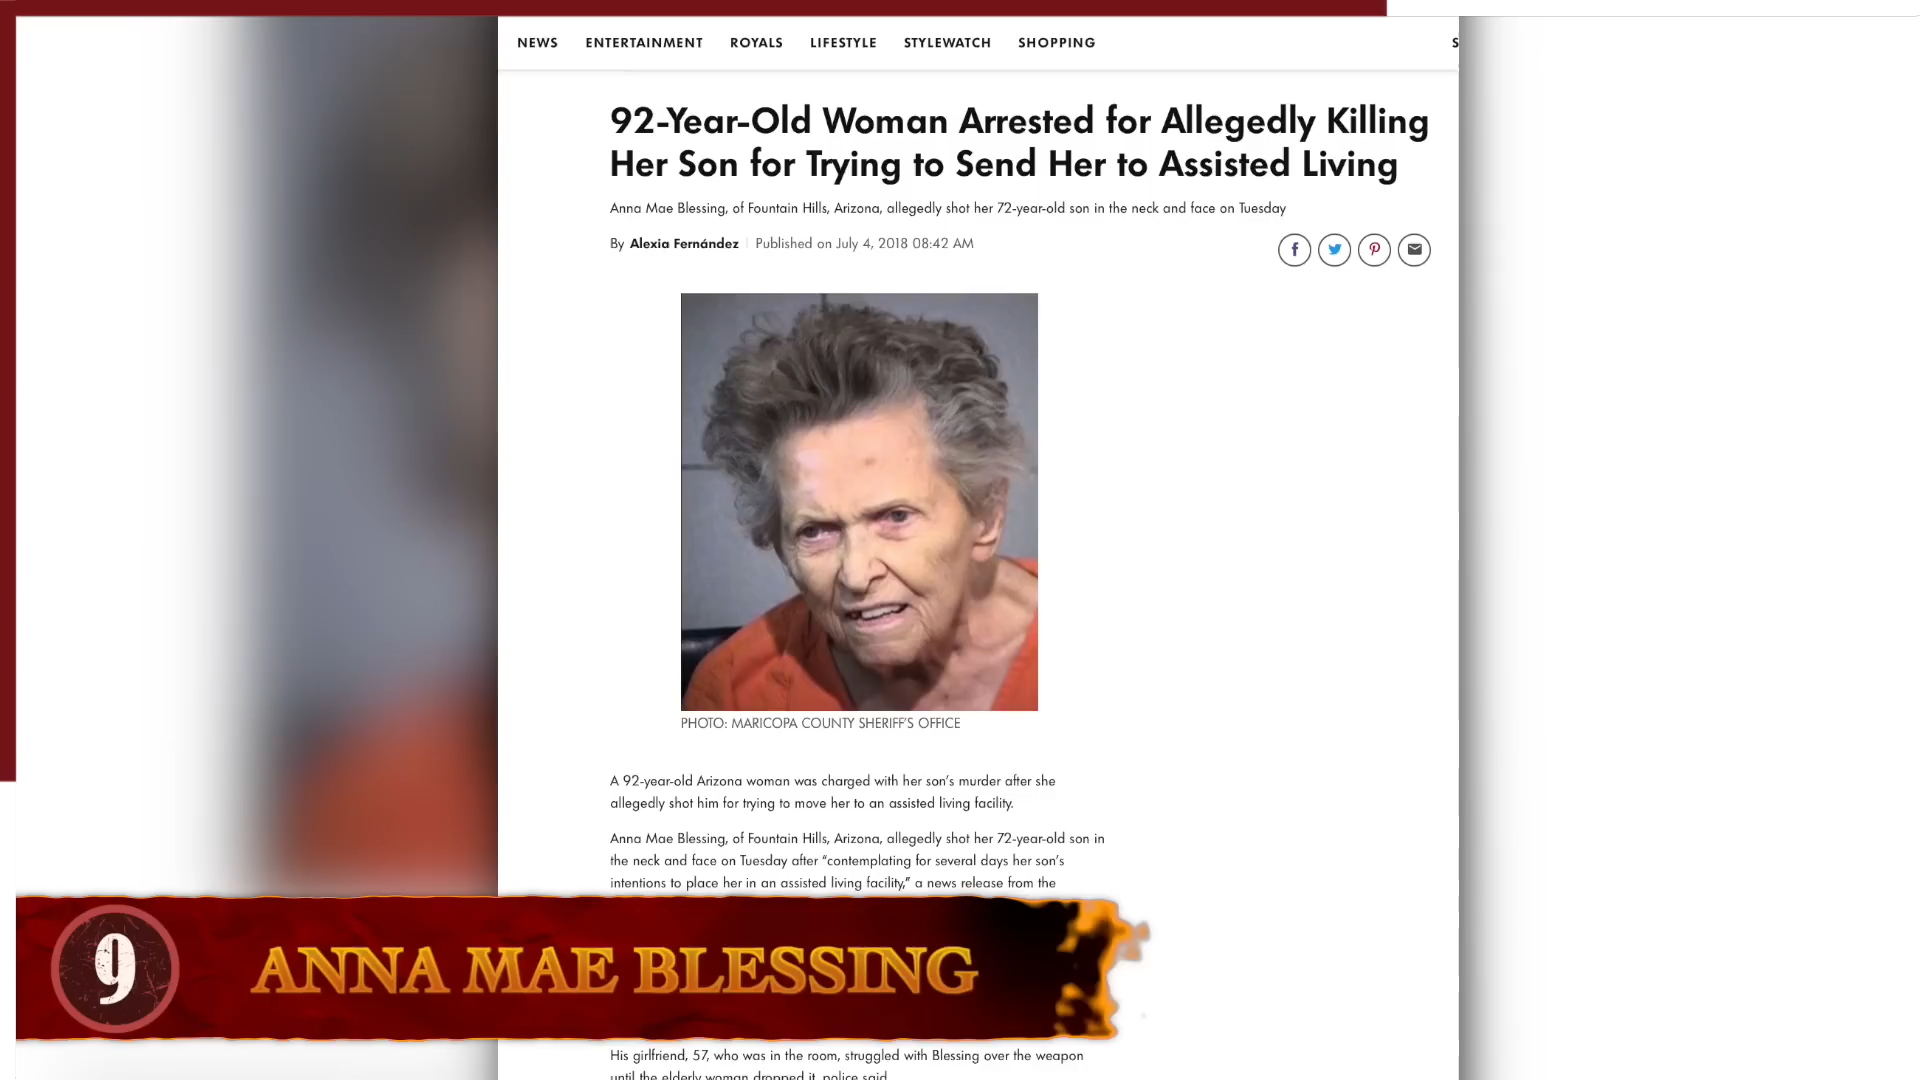 NEWS ENTERTAINMENT ROYALS LIFESTYLE STYLEWATCH SHOPPING S
92-Year-Old Woman Arrested for Allegedly Killing
Her Son for Trying to Send Her to Assisted Living
Anna Mae Blessing, of Fountain Hills, Arizona, allegedly shot her 72-year-old son in the neck and face on Tuesday
By Alexia Fernández | Published on July 4, 2018 08:42 AM
PHOTO: MARICOPA COUNTY SHERIFF'S OFFICE
A 92-year-old Arizona woman was charged with her son's murder after she
allegedly shot him for trying to move her to an assisted living facility.
Anna Mae Blessing, of Fountain Hills, Arizona, allegedly shot her 72-year-old son in
the neck and face on Tuesday after “contemplating for several days her son's
intentions to place her in an assisted living facility,” a news release from the
9 ANNA MAE BLESSING
His girlfriend, 57, who was in the room, struggled with Blessing over the weapon
until the elderly woman dropped it, police said.